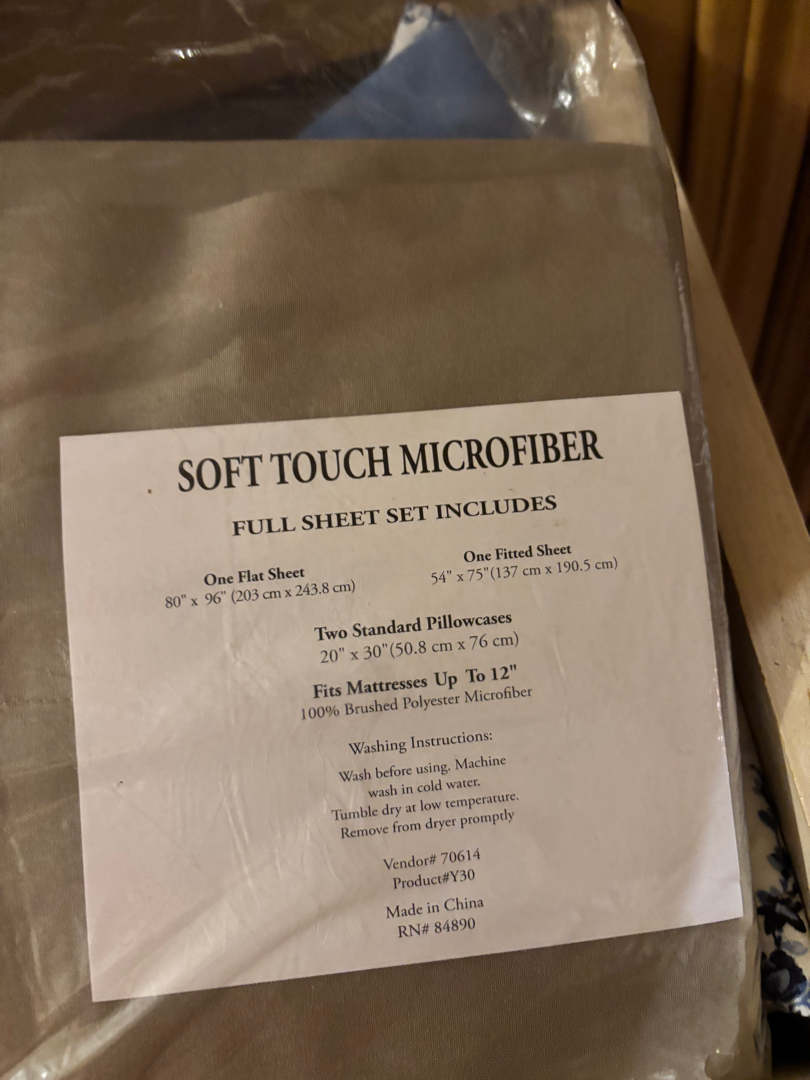 SOFT TOUCH MICROFIBER
FULL SHEET SET INCLUDES
One Flat Sheet
80" x 96" (203 cm x 243.8 cm)
One Fitted Sheet
54" x 75"(137 cm x 190.5 cm)
Two Standard Pillowcases
20" x 30"(50.8 cm x 76 cm)
Fits Mattresses Up To 12"
100% Brushed Polyester Microfiber
Washing Instructions:
Wash before using. Machine
wash in cold water.
Tumble dry at low temperature.
Remove from dryer promptly
Vendor# 70614
Product#Y30
Made in China
RN# 84890